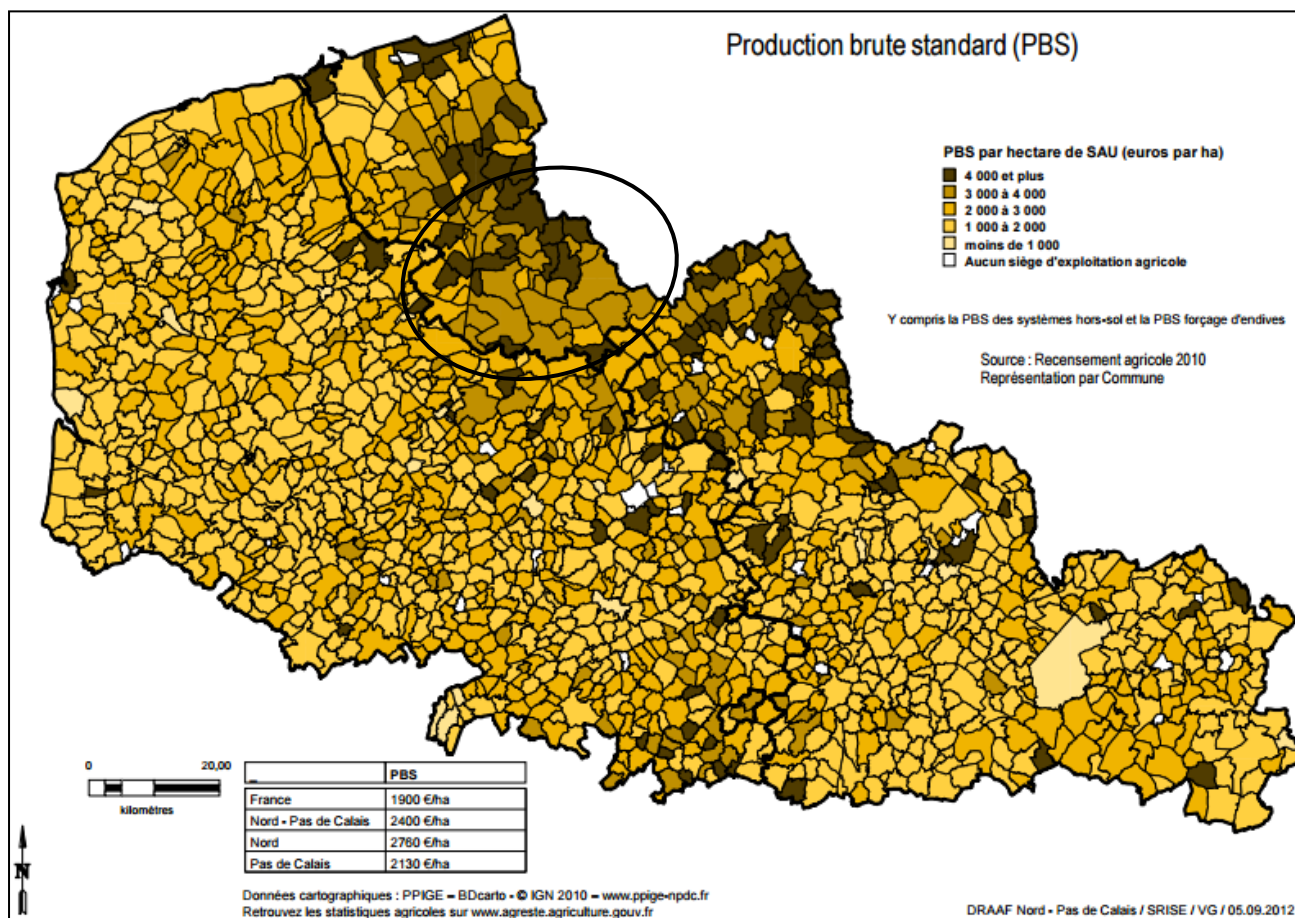 Production brute standard (PBS)
PBS par hectare de SAU (euros par ha)
4 000 et plus
3 000 à 4 000
2 000 à 3 000
1 000 à 2 000
moins de 1 000
Aucun siège d'exploitation agricole
Y compris la PBS des systèmes hors-sol et la PBS forçage d'endives
Source : Recensement agricole 2010
Représentation par Commune
0 20,00
kilomètres
N
_ PBS
France 1900 €/ha
Nord - Pas de Calais 2400 €/ha
Nord 2760 €/ha
Pas de Calais 2130 €/ha
Données cartographiques : PPIGE – BDcarto - © IGN 2010 – www.ppige-npdc.fr
Retrouvez les statistiques agricoles sur www.agreste.agriculture.gouv.fr
DRAAF Nord - Pas de Calais / SRISE / VG / 05.09.2012